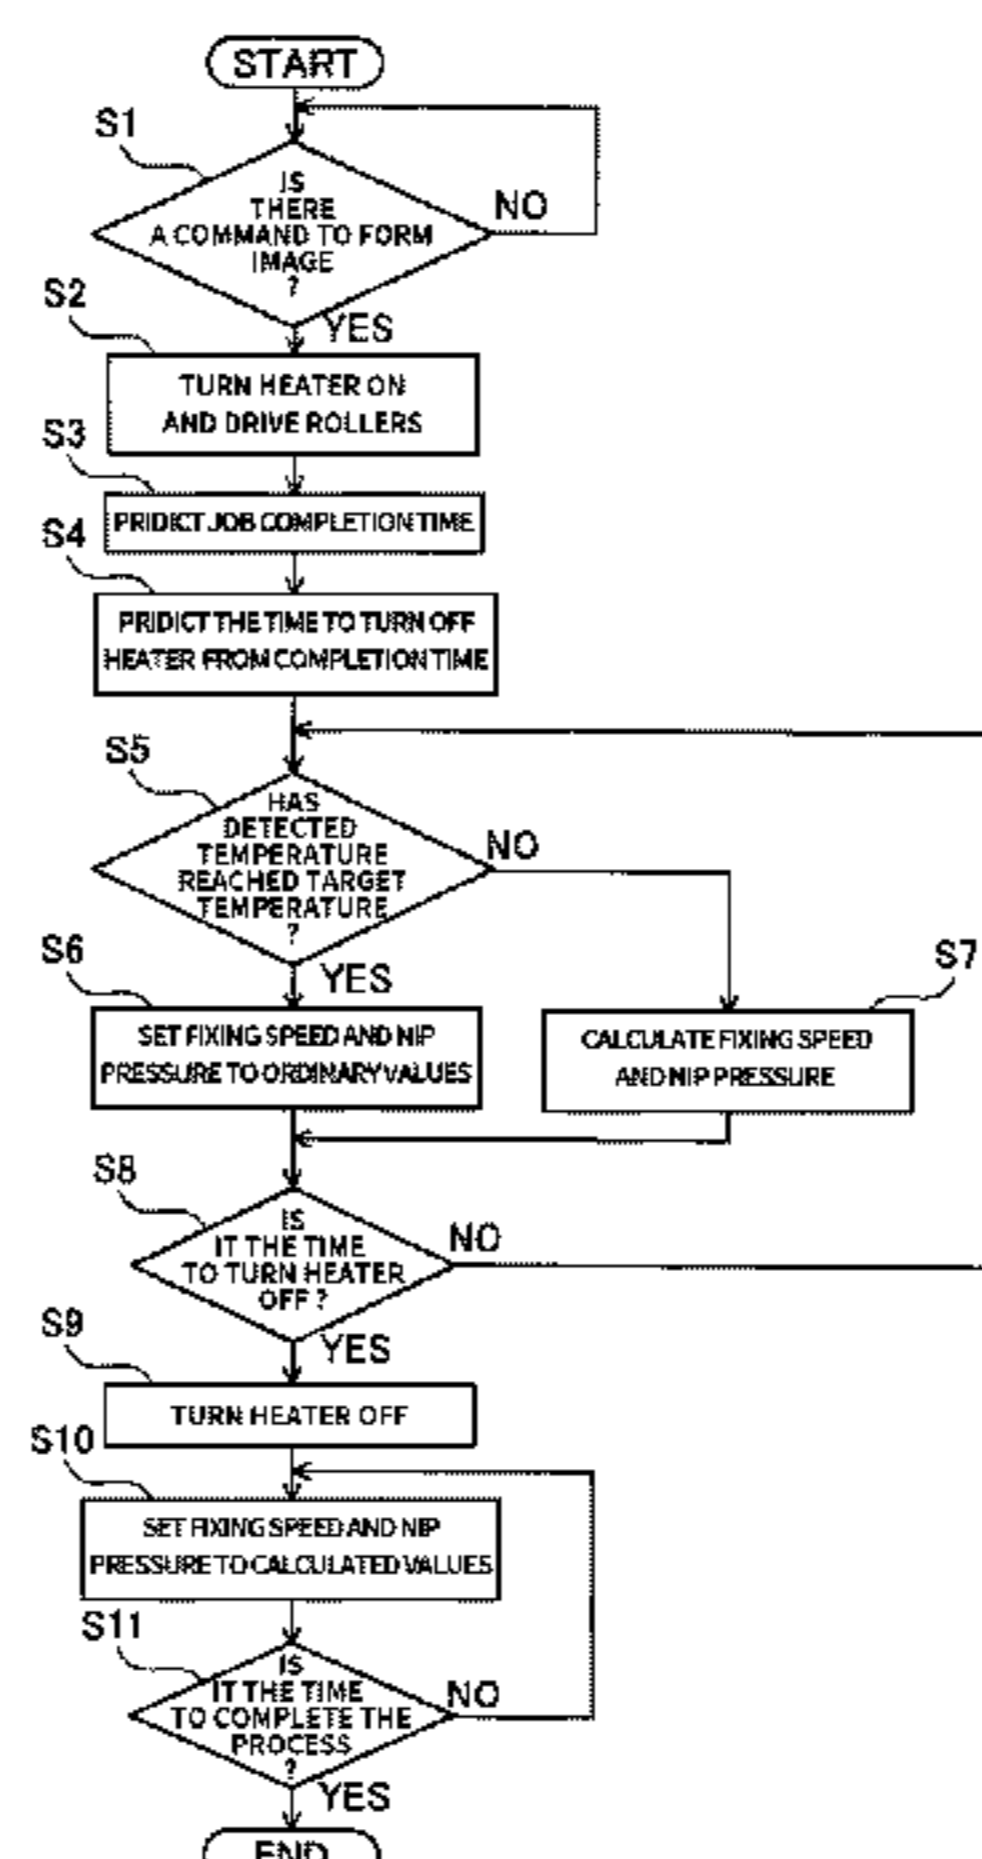 START
S1
IS
THERE
A COMMAND TO FORM
IMAGE
?
NO
YES
S2
TURN HEATER ON
AND DRIVE ROLLERS
S3
PRIDICT JOB COMPLETION TIME
S4
PRIDICT THE TIME TO TURN OFF
HEATER FROM COMPLETION TIME
S5
HAS
DETECTED
TEMPERATURE
REACHED TARGET
TEMPERATURE
?
NO
YES
S6
SET FIXING SPEED AND NIP
PRESSURE TO ORDINARY VALUES
S7
CALCULATE FIXING SPEED
AND NIP PRESSURE
S8
IS
IT THE TIME
TO TURN HEATER
OFF ?
NO
YES
S9
TURN HEATER OFF
S10
SET FIXING SPEED AND NIP
PRESSURE TO CALCULATED VALUES
S11
IS
IT THE TIME
TO COMPLETE THE
PROCESS
?
NO
YES
END